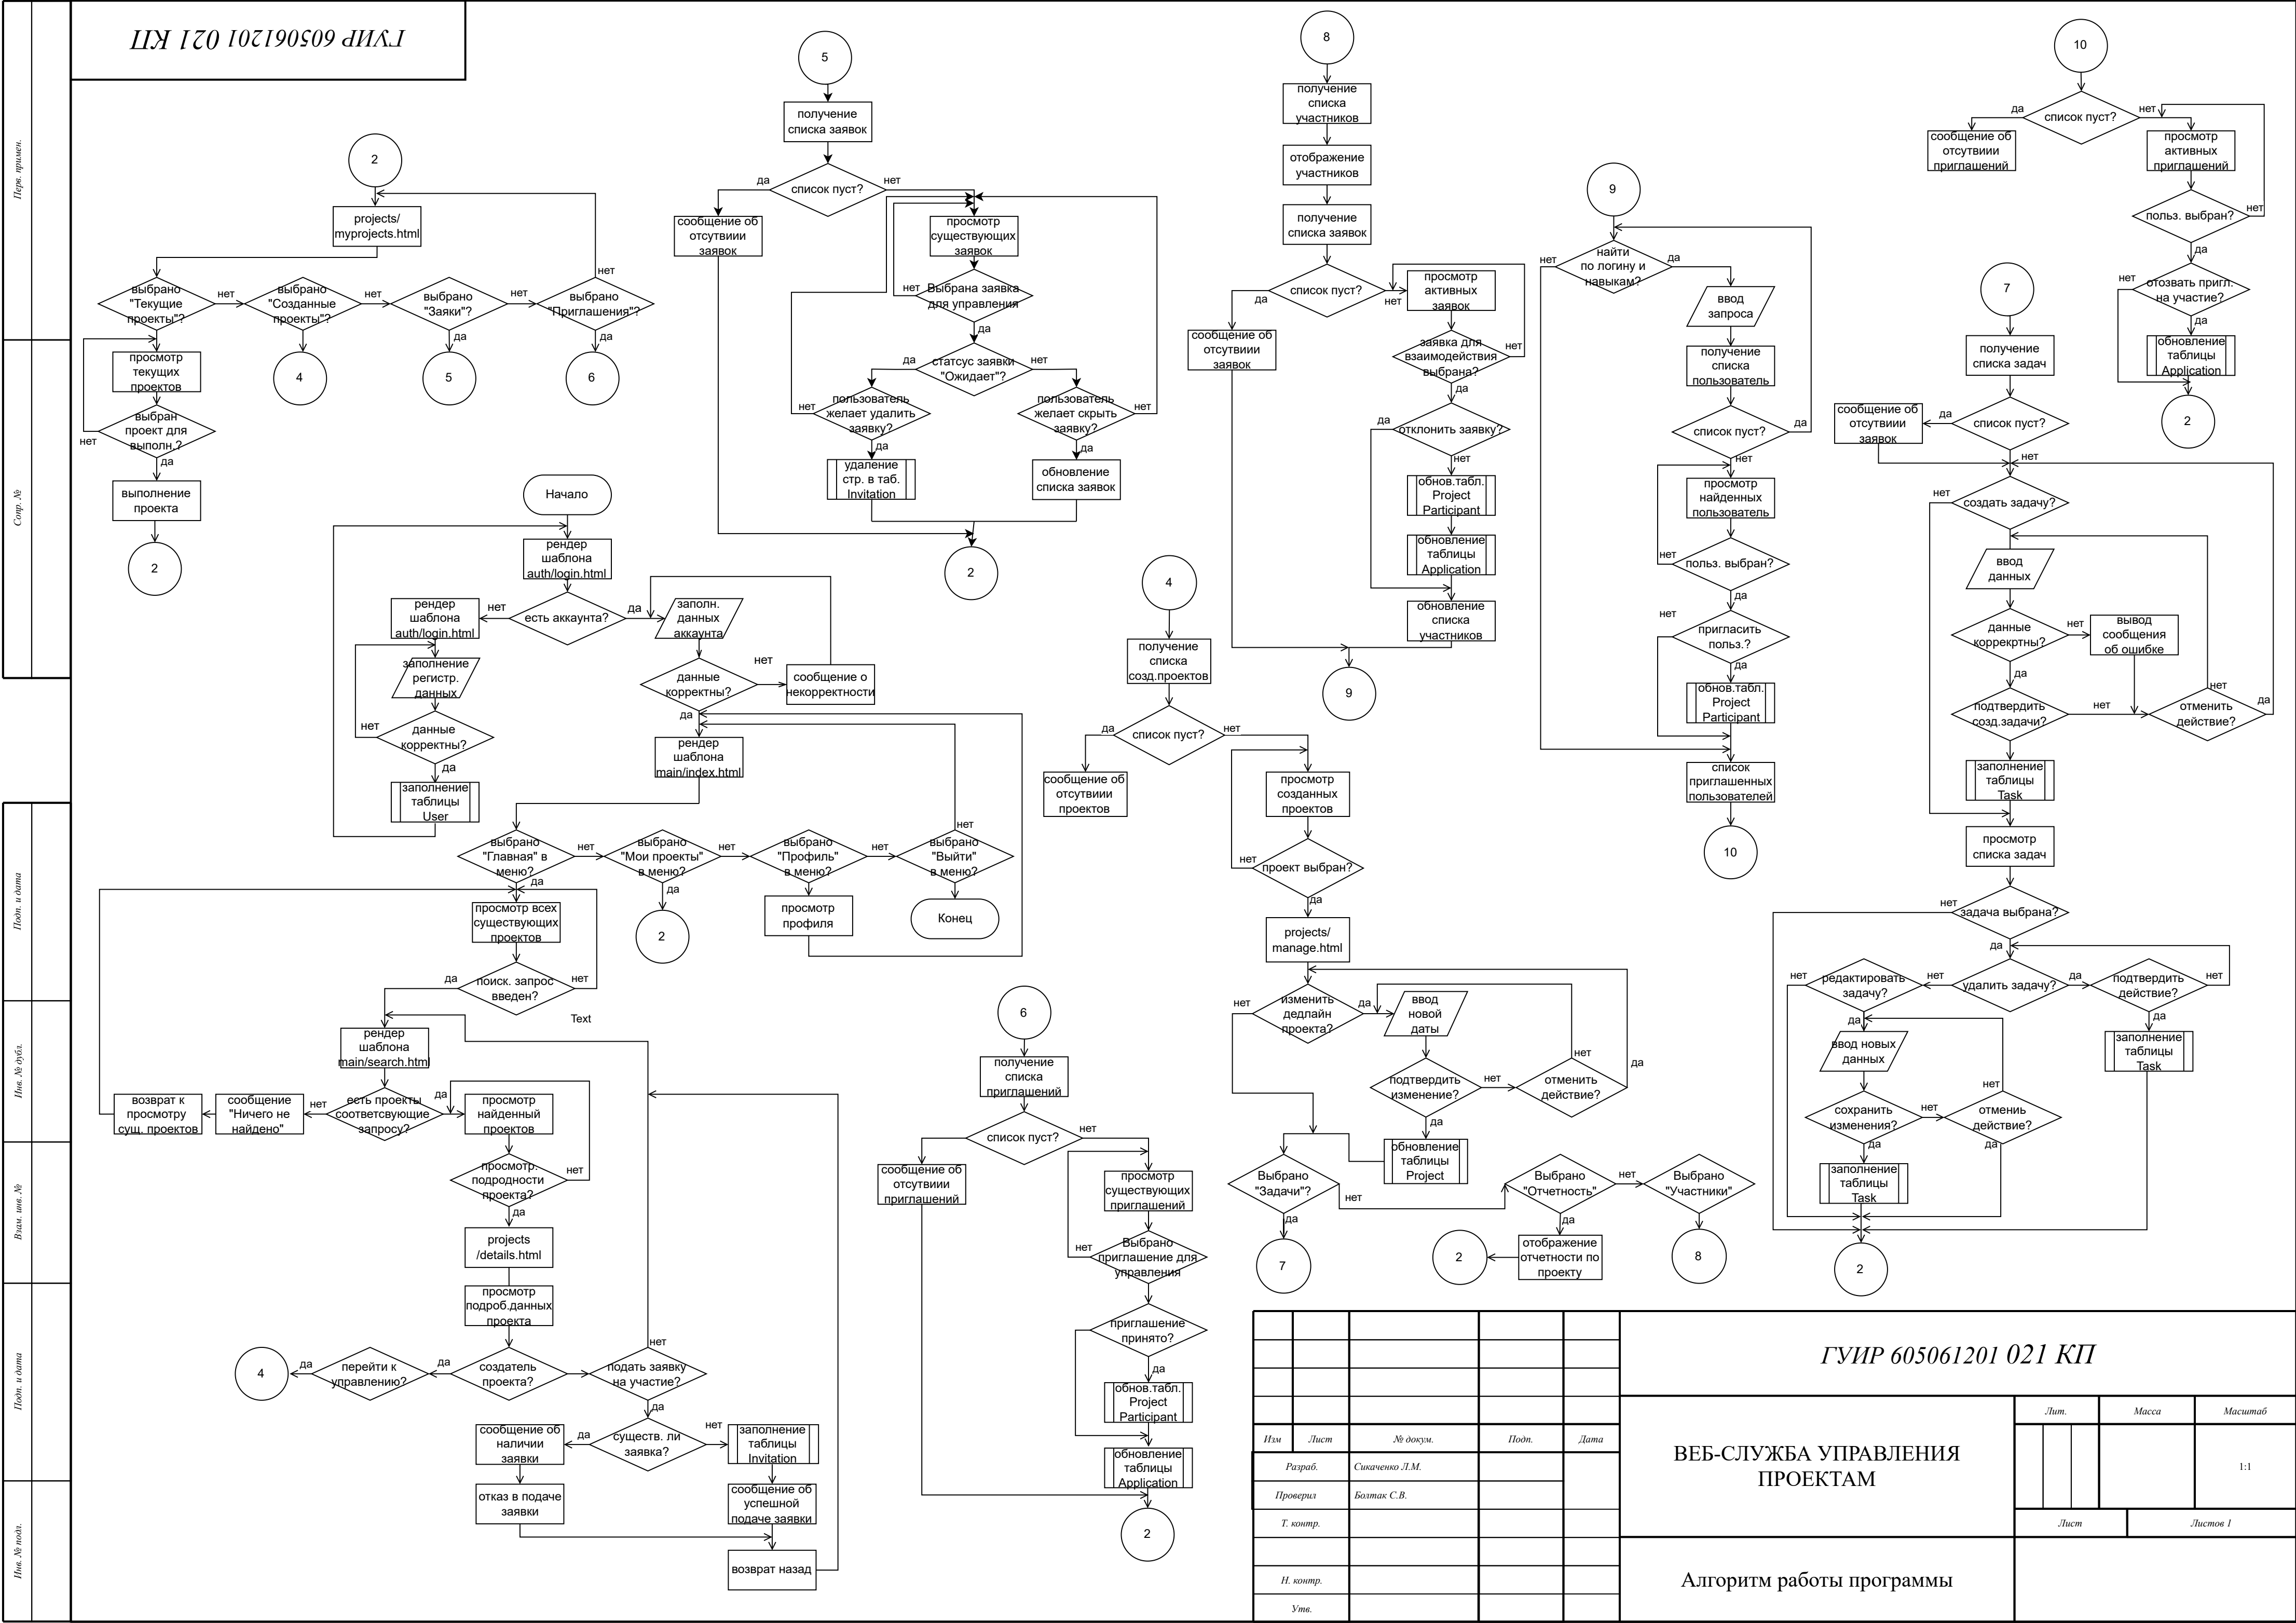 ГУИР 605061201 021 КП
Перв. примен.
Сопр. №
Подп. и дата
Инв. № дубл.
Взам. инв. №
Подп. и дата
Инв. № подл.
2
projects/
myprojects.html
выбрано
"Текущие
проекты"?
нет
выбрано
"Созданные
проекты"?
нет
выбрано
"Заяки"?
нет
выбрано
"Приглашения"?
нет
да
да
да
4
5
6
просмотр
текущих
проектов
выбран
проект для
выполн.?
нет
да
выполнение
проекта
2
Начало
рендер
шаблона
auth/login.html
есть аккаунта?
нет
да
рендер
шаблона
auth/login.html
заполнение
регистр.
данных
данные
корректны?
нет
да
заполнение
таблицы
User
заполн.
данных
аккаунта
данные
корректны?
нет
да
сообщение о
некорректности
рендер
шаблона
main/index.html
выбрано
"Главная" в
меню?
нет
выбрано
"Мои проекты"
в меню?
нет
выбрано
"Профиль"
в меню?
нет
выбрано
"Выйти"
в меню?
нет
да
да
2
просмотр
профиля
Конец
просмотр всех
существующих
проектов
поиск. запрос
введен?
да
нет
Text
рендер
шаблона
main/search.html
есть проекты
соответсвующие
запросу?
нет
да
сообщение
"Ничего не
найдено"
возврат к
просмотру
сущ. проектов
просмотр
найденный
проектов
просмотр.
подродности
проекта?
нет
да
projects
/details.html
просмотр
подроб.данных
проекта
создатель
проекта?
да
перейти к
управлению?
да
4
подать заявку
на участие?
нет
да
существ. ли
заявка?
да
нет
сообщение об
наличии
заявки
отказ в подаче
заявки
заполнение
таблицы
Invitation
сообщение об
успешной
подаче заявки
возврат назад
5
получение
списка заявок
список пуст?
да
нет
сообщение об
отсутвиии
заявок
просмотр
существующих
заявок
Выбрана заявка
для управления
нет
да
статсус заявки
"Ожидает"?
да
нет
пользователь
желает удалить
заявку?
нет
да
пользователь
желает скрыть
заявку?
нет
да
удаление
стр. в таб.
Invitation
обновление
списка заявок
2
4
получение
списка
созд.проектов
список пуст?
да
нет
сообщение об
отсутвиии
проектов
просмотр
созданных
проектов
проект выбран?
нет
да
projects/
manage.html
изменить
дедлайн
проекта?
нет
да
ввод
новой
даты
подтвердить
изменение?
нет
да
отменить
действие?
нет
да
обновление
таблицы
Project
Выбрано
"Задачи"?
нет
да
7
Выбрано
"Отчетность"
нет
да
отображение
отчетности по
проекту
2
Выбрано
"Участники"
8
6
получение
списка
приглашений
список пуст?
да
нет
сообщение об
отсутвиии
приглашений
просмотр
существующих
приглашений
Выбрано
приглашение для
управления
нет
приглашение
принято?
да
обнов.табл.
Project
Participant
обновление
таблицы
Application
2
8
получение
списка
участников
отображение
участников
получение
списка заявок
список пуст?
да
нет
сообщение об
отсутвиии
заявок
просмотр
активных
заявок
заявка для
взаимодействия
выбрана?
нет
да
отклонить заявку?
да
нет
обнов.табл.
Project
Participant
обновление
таблицы
Application
обновление
списка
участников
9
9
найти
по логину и
навыкам?
нет
да
ввод
запроса
получение
списка
пользователь
список пуст?
да
нет
просмотр
найденных
пользователь
польз. выбран?
нет
да
пригласить
польз.?
нет
да
обнов.табл.
Project
Participant
список
приглашенных
пользователей
10
10
список пуст?
да
нет
сообщение об
отсутвиии
приглашений
просмотр
активных
приглашений
польз. выбран?
нет
да
отозвать пригл.
на участие?
нет
да
обновление
таблицы
Application
2
7
получение
списка задач
список пуст?
да
нет
сообщение об
отсутвиии
заявок
создать задачу?
нет
ввод
данных
данные
коррекртны?
нет
да
вывод
сообщения
об ошибке
подтвердить
созд.задачи?
нет
отменить
действие?
нет
да
заполнение
таблицы
Task
просмотр
списка задач
задача выбрана?
нет
да
удалить задачу?
нет
да
редактировать
задачу?
нет
да
подтвердить
действие?
нет
да
заполнение
таблицы
Task
ввод новых
данных
сохранить
изменения?
нет
да
отмениь
действие?
нет
да
заполнение
таблицы
Task
2
ГУИР 605061201 021 КП
ВЕБ-СЛУЖБА УПРАВЛЕНИЯ
ПРОЕКТАМ
Лит.
Масса
Масштаб
1:1
Лист
Листов 1
Изм
Лист
№ докум.
Подп.
Дата
Разраб.
Сикаченко Л.М.
Проверил
Болтак С.В.
Т. контр.
Н. контр.
Утв.
Алгоритм работы программы